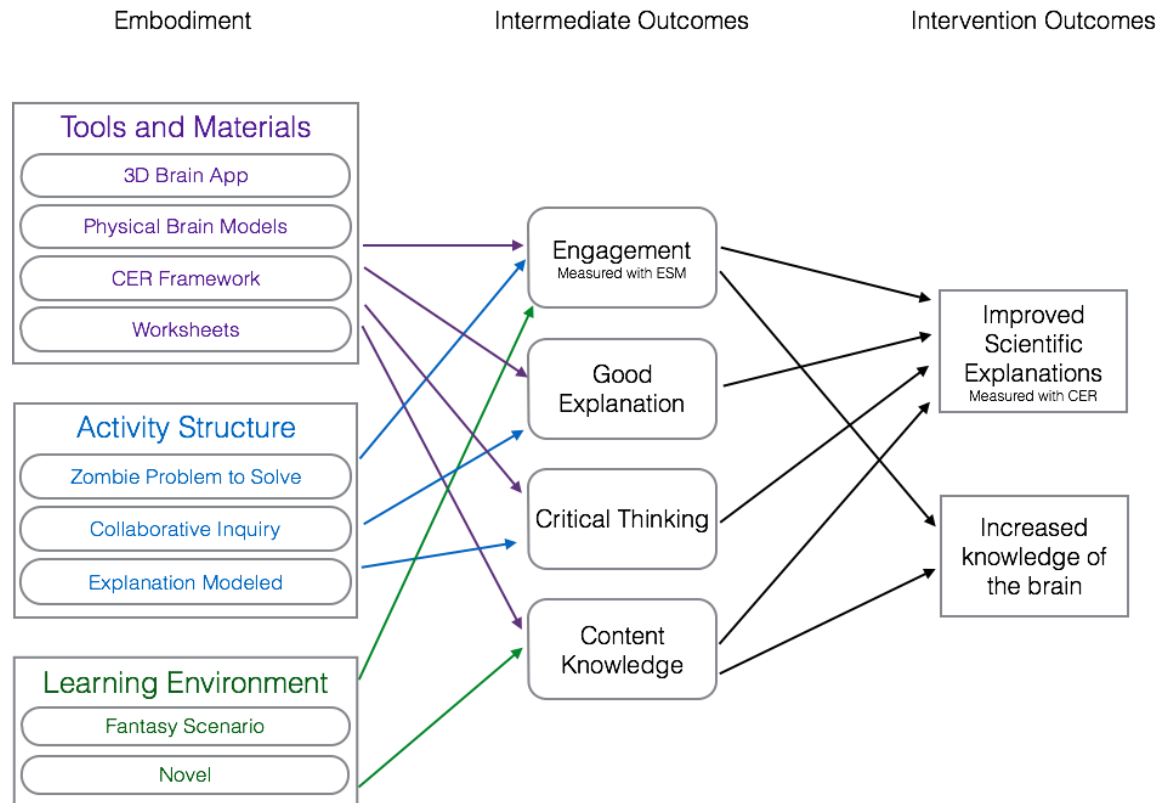 Embodiment
Intermediate Outcomes
Intervention Outcomes
Tools and Materials
3D Brain App
Physical Brain Models
CER Framework
Worksheets
Activity Structure
Zombie Problem to Solve
Collaborative Inquiry
Explanation Modeled
Learning Environment
Fantasy Scenario
Novel
Engagement
Measured with ESM
Good
Explanation
Critical Thinking
Content
Knowledge
Improved
Scientific
Explanations
Measured with CER
Increased
knowledge of
the brain